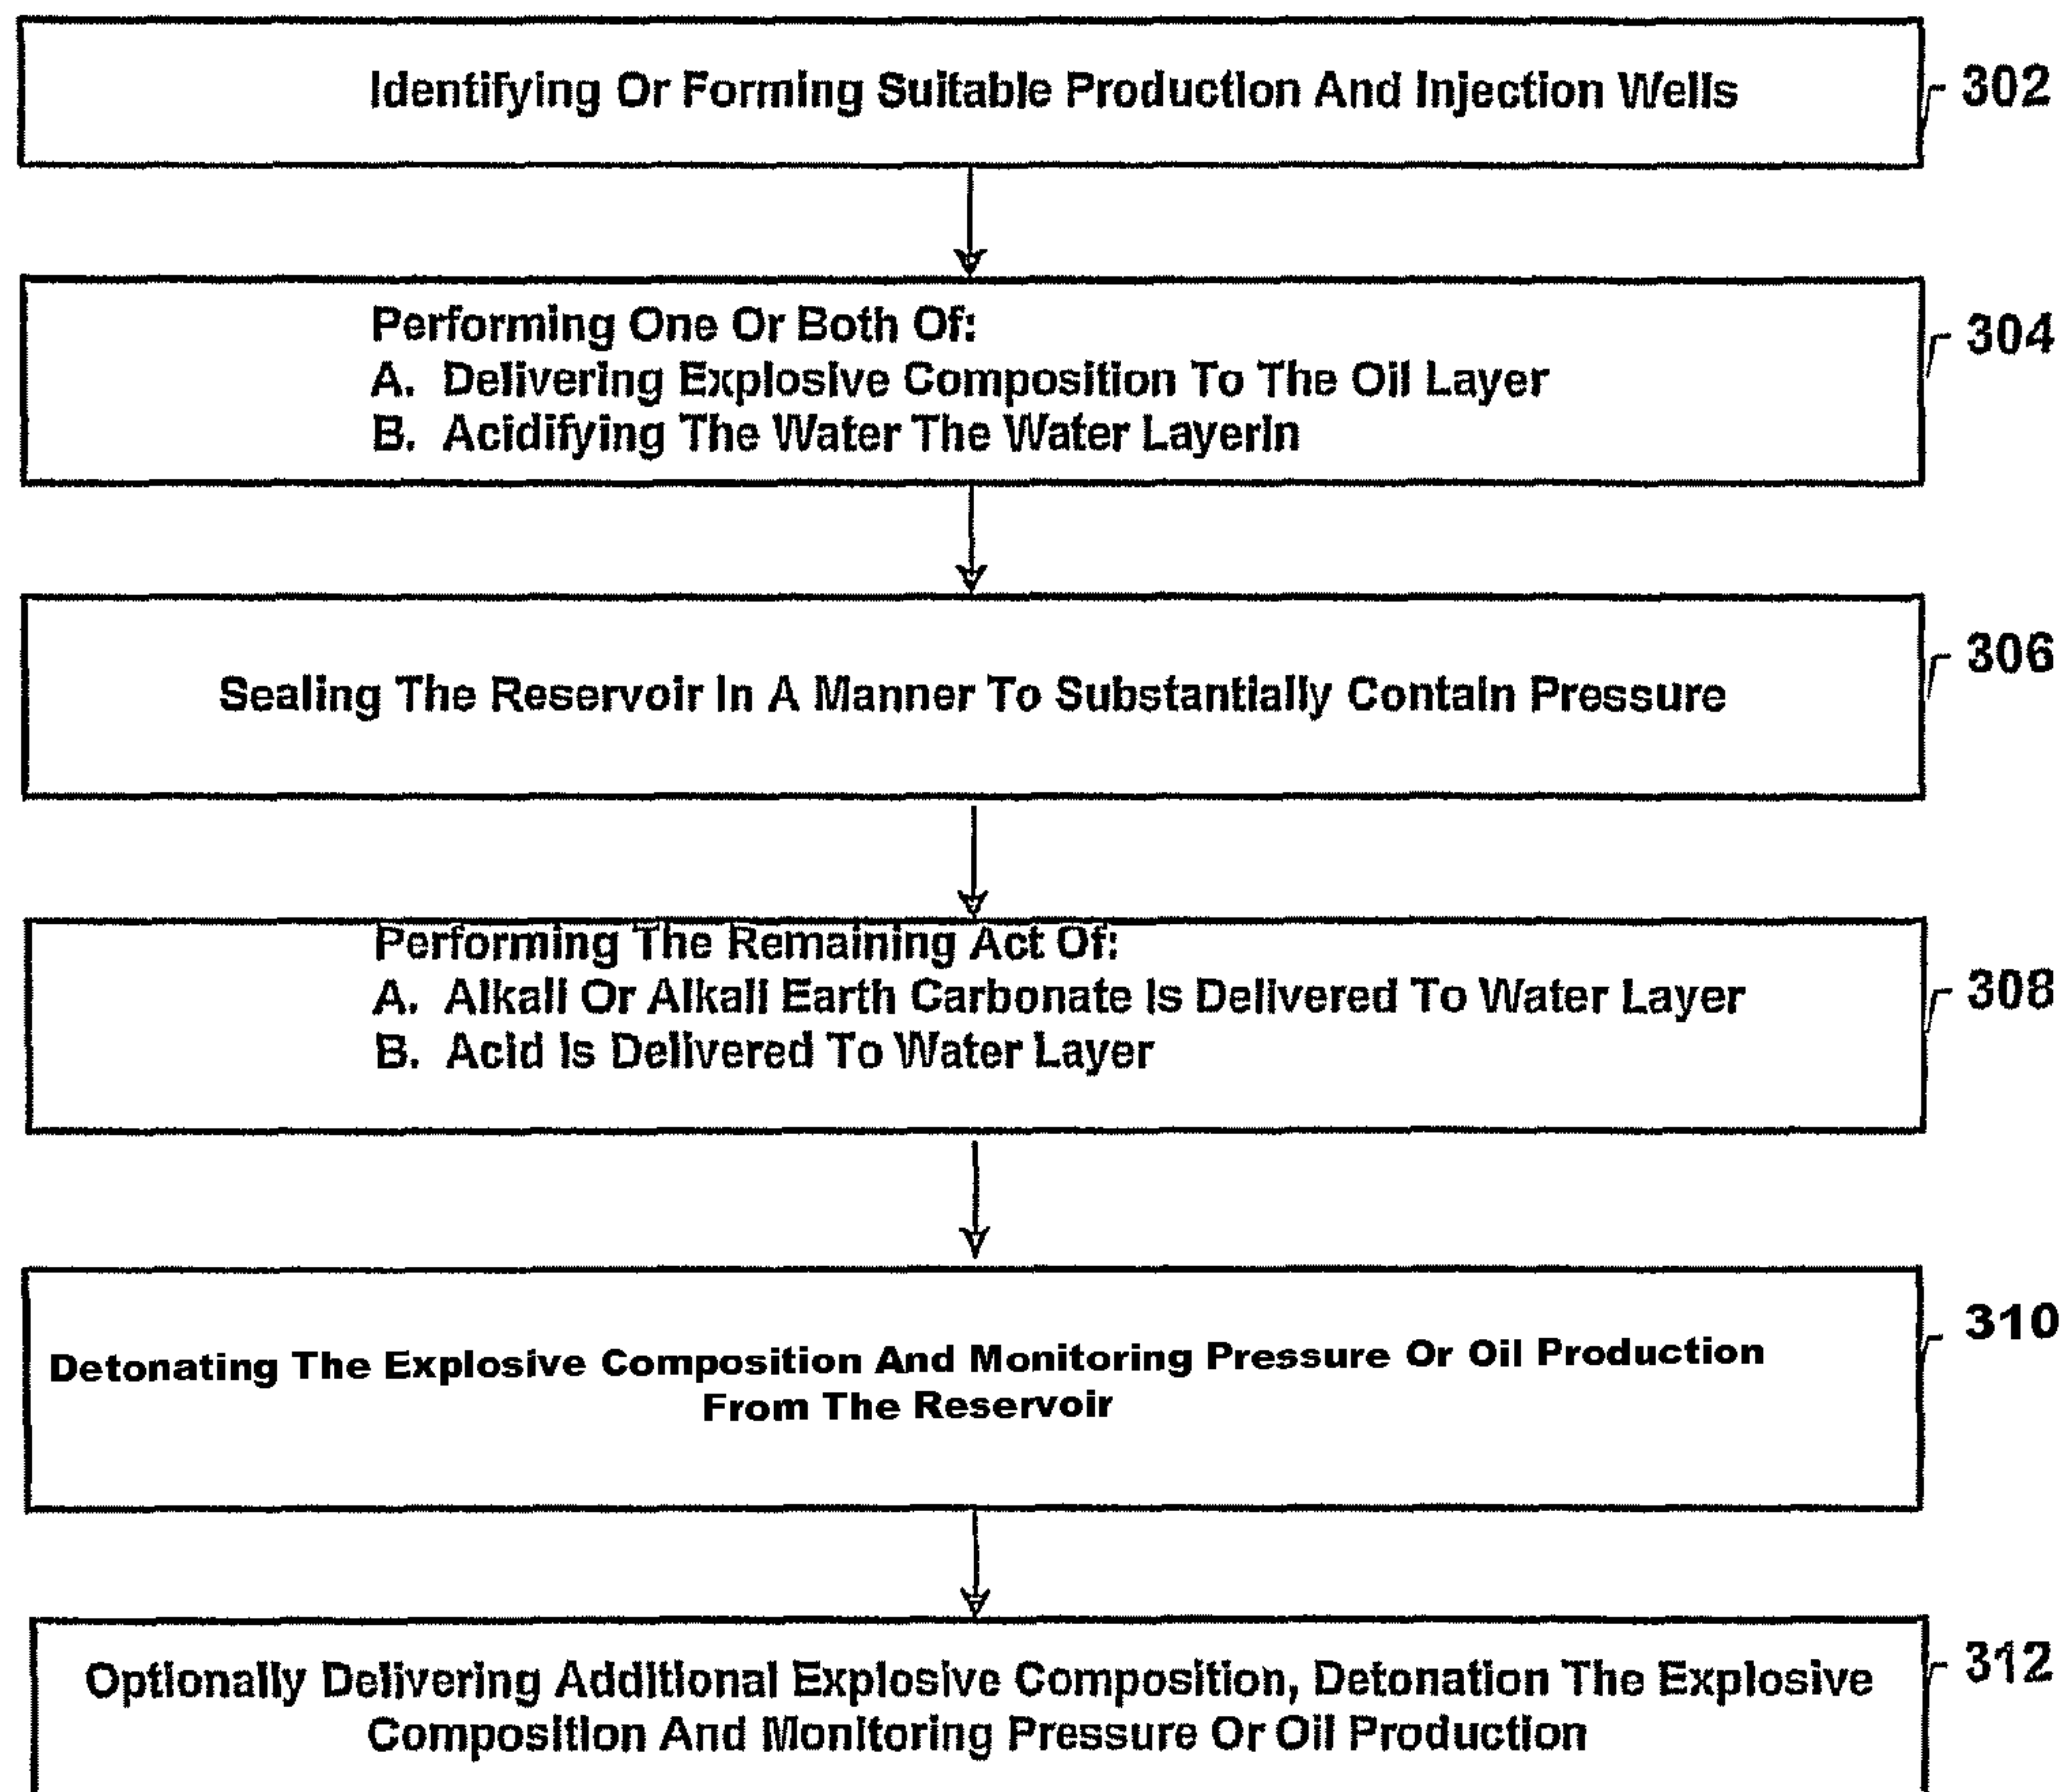 Identifying Or Forming Suitable Production And Injection Wells
302
Performing One Or Both Of:
A. Delivering Explosive Composition To The Oil Layer
B. Acidifying The Water The Water LayerIn
304
Sealing The Reservoir In A Manner To Substantially Contain Pressure
306
Performing The Remaining Act Of:
A. Alkali Or Alkali Earth Carbonate Is Delivered To Water Layer
B. Acid Is Delivered To Water Layer
308
Detonating The Explosive Composition And Monitoring Pressure Or Oil Production
From The Reservoir
310
Optionally Delivering Additional Explosive Composition, Detonation The Explosive
Composition And Monitoring Pressure Or Oil Production
312